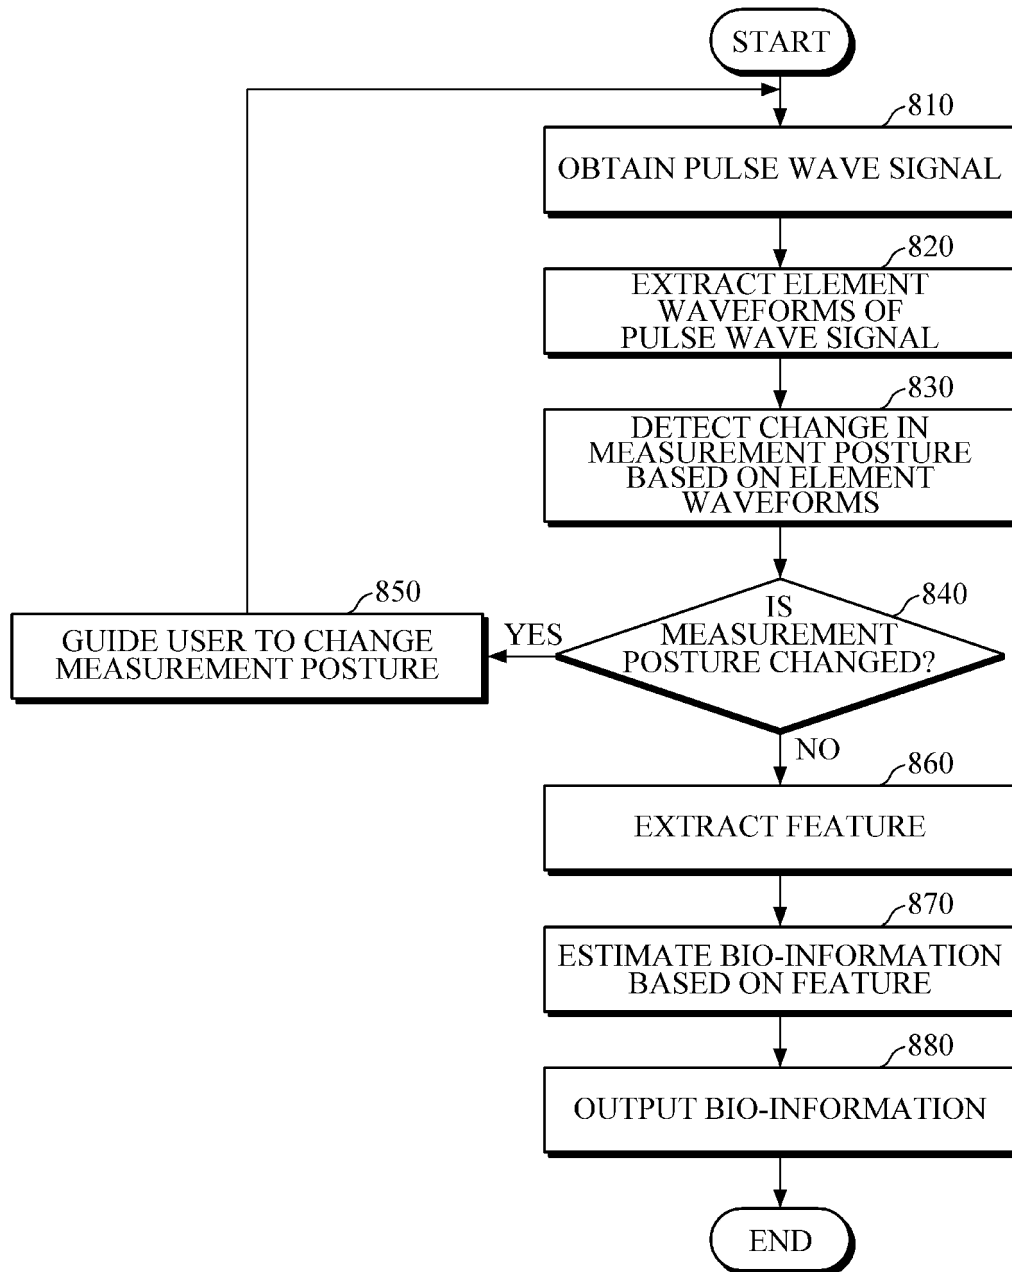 START
810
OBTAIN PULSE WAVE SIGNAL
820
EXTRACT ELEMENT
WAVEFORMS OF
PULSE WAVE SIGNAL
830
DETECT CHANGE IN
MEASUREMENT POSTURE
BASED ON ELEMENT
WAVEFORMS
840
IS
MEASUREMENT
POSTURE CHANGED?
YES
850
GUIDE USER TO CHANGE
MEASUREMENT POSTURE
NO
860
EXTRACT FEATURE
870
ESTIMATE BIO-INFORMATION
BASED ON FEATURE
880
OUTPUT BIO-INFORMATION
END